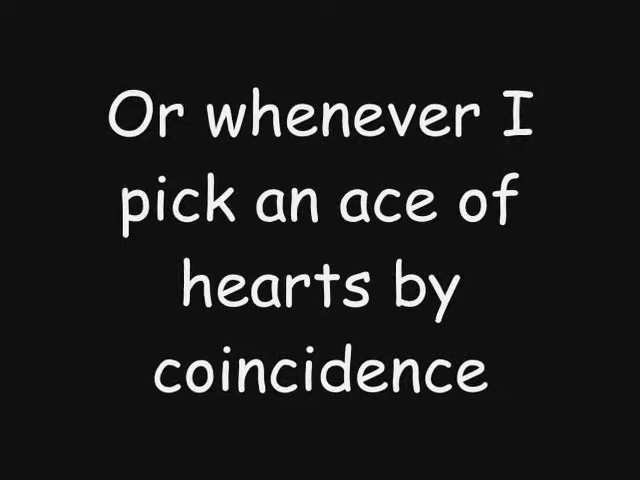 Or whenever I
pick an ace of
hearts by
coincidence